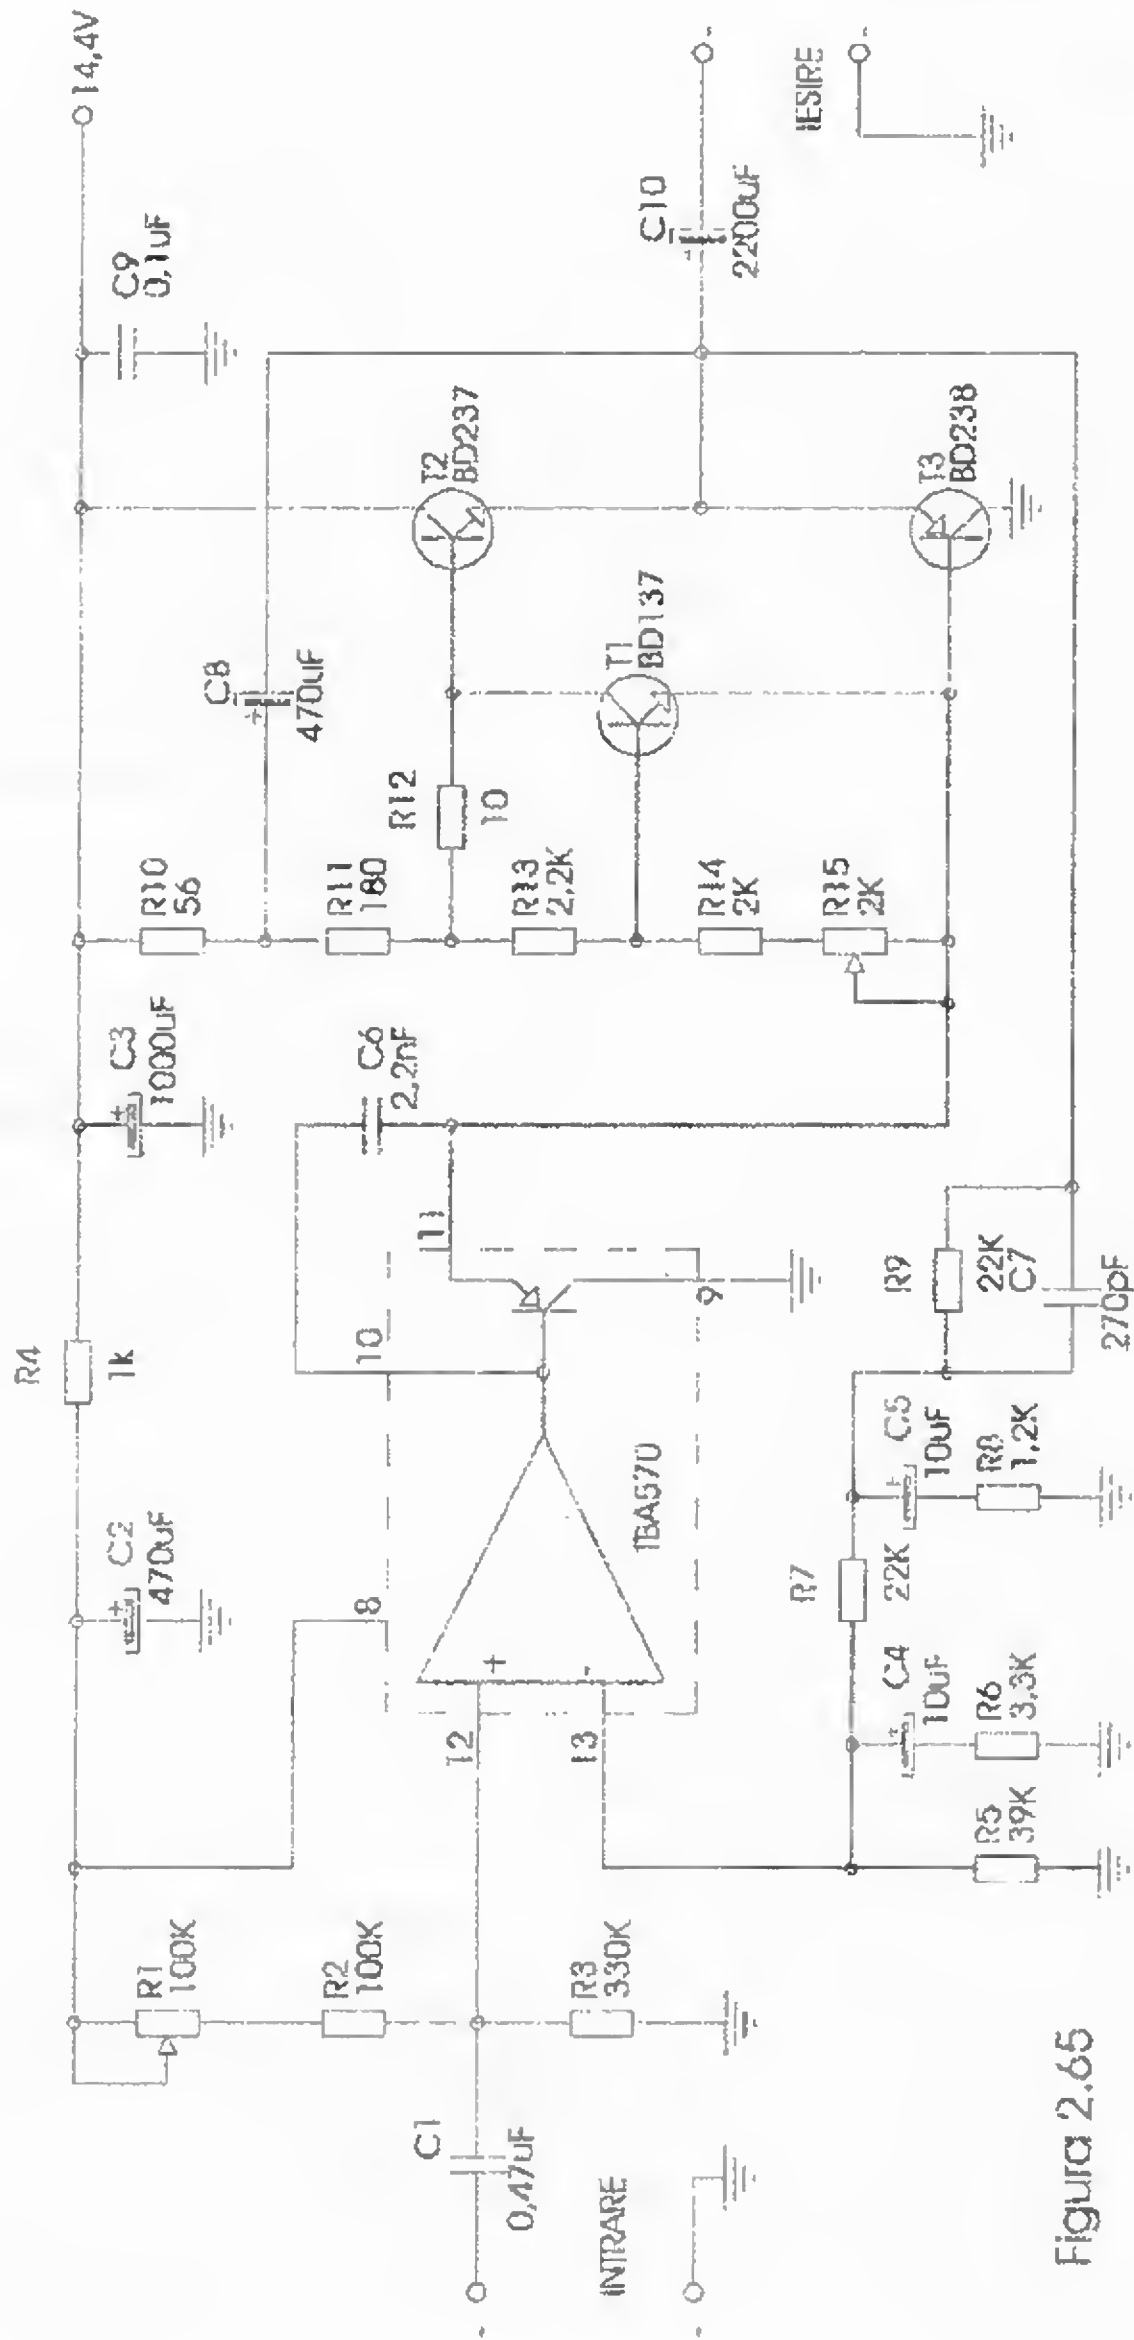 14,4V
R4
1k
C2
470uF
C3
1000uF
C9
0,1uF
R1
100K
R2
100K
R3
330K
C1
0,47uF
INTRARE
-
-
8
10
11
12
13
9
+
-
TBA570
C6
2,2nF
R10
56
R11
180
R12
10
R13
2,2K
R14
2K
R15
2K
C8
+
470uF
T1
BD137
T2
BD237
T3
BD238
C10
+
2200uF
IESIRE
-
-
R5
39K
C4
+
10uF
R6
3,3K
R7
22K
C5
+
10uF
R8
1,2K
R9
22K
C7
270pF
Figura 2.65